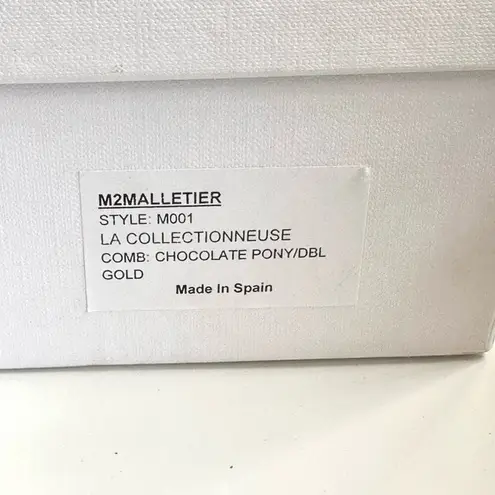 M2MALLETIER
STYLE: M001
LA COLLECTIONNEUSE
COMB: CHOCOLATE PONY/DBL
GOLD
Made In Spain